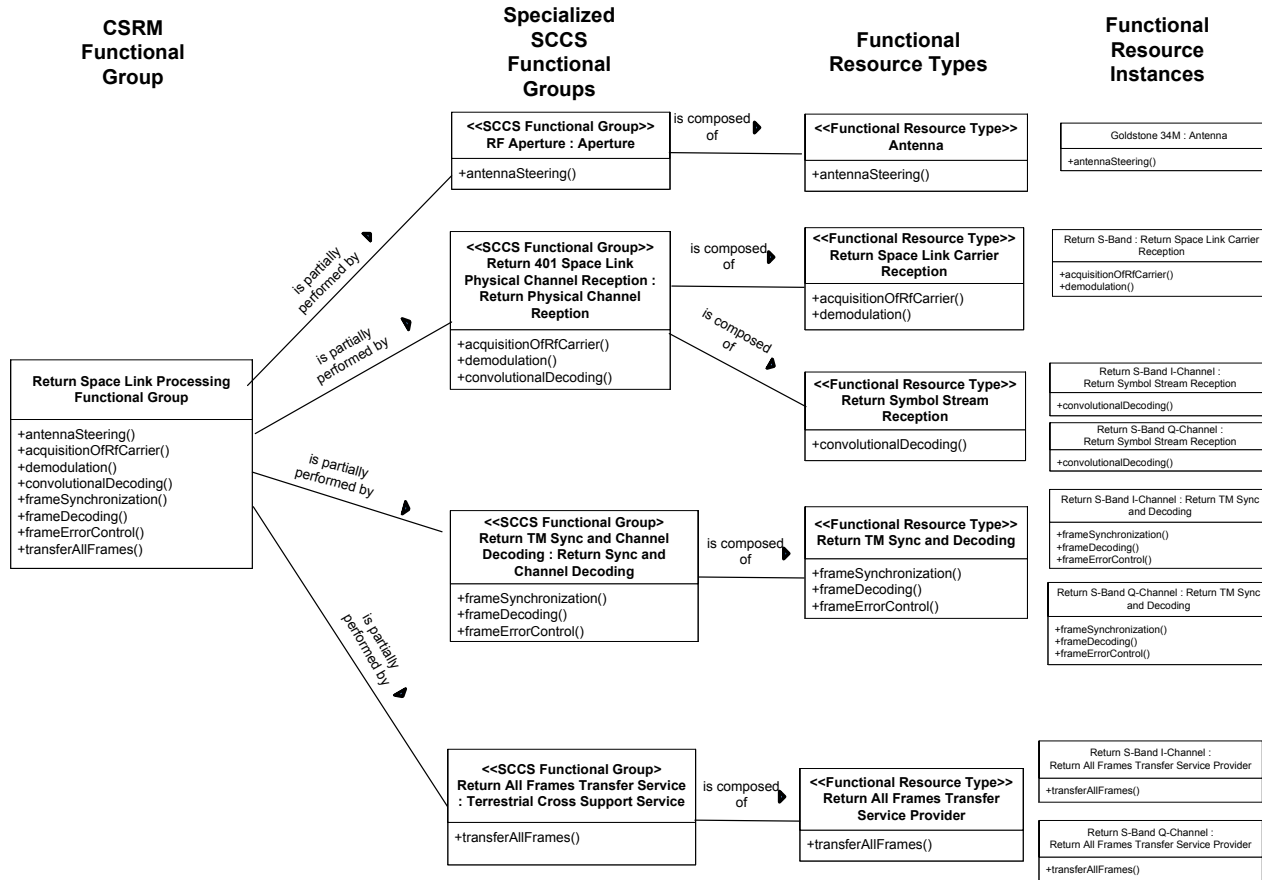 CSRM
Functional
Group
Specialized
SCCS
Functional
Groups
Functional
Resource Types
Functional
Resource
Instances
<<SCCS Functional Group>>
RF Aperture : Aperture
+antennaSteering()
is composed
of
<<Functional Resource Type>>
Antenna
+antennaSteering()
Goldstone 34M : Antenna
+antennaSteering()
is partially
performed by
<<SCCS Functional Group>>
Return 401 Space Link
Physical Channel Reception :
Return Physical Channel
Reeption
+acquisitionOfRfCarrier()
+demodulation()
+convolutionalDecoding()
is composed
of
<<Functional Resource Type>>
Return Space Link Carrier
Reception
+acquisitionOfRfCarrier()
+demodulation()
Return S-Band : Return Space Link Carrier
Reception
+acquisitionOfRfCarrier()
+demodulation()
is partially
performed by
is composed
of
<<Functional Resource Type>>
Return Symbol Stream
Reception
+convolutionalDecoding()
Return S-Band I-Channel :
Return Symbol Stream Reception
+convolutionalDecoding()
Return S-Band Q-Channel :
Return Symbol Stream Reception
+convolutionalDecoding()
Return Space Link Processing
Functional Group
+antennaSteering()
+acquisitionOfRfCarrier()
+demodulation()
+convolutionalDecoding()
+frameSynchronization()
+frameDecoding()
+frameErrorControl()
+transferAllFrames()
is partially
performed by
<<SCCS Functional Group>
Return TM Sync and Channel
Decoding : Return Sync and
Channel Decoding
+frameSynchronization()
+frameDecoding()
+frameErrorControl()
is composed
of
<<Functional Resource Type>>
Return TM Sync and Decoding
+frameSynchronization()
+frameDecoding()
+frameErrorControl()
Return S-Band I-Channel : Return TM Sync
and Decoding
+frameSynchronization()
+frameDecoding()
+frameErrorControl()
Return S-Band Q-Channel : Return TM Sync
and Decoding
+frameSynchronization()
+frameDecoding()
+frameErrorControl()
is partially
performed by
<<SCCS Functional Group>
Return All Frames Transfer Service
: Terrestrial Cross Support Service
+transferAllFrames()
is composed
of
<<Functional Resource Type>>
Return All Frames Transfer
Service Provider
+transferAllFrames()
Return S-Band I-Channel :
Return All Frames Transfer Service Provider
+transferAllFrames()
Return S-Band Q-Channel :
Return All Frames Transfer Service Provider
+transferAllFrames()